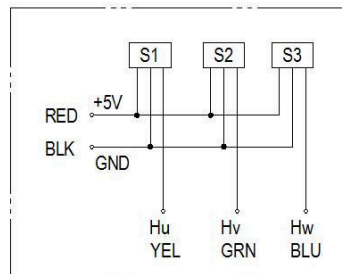 S1 S2 S3
+5V
RED
BLK
GND
Hu Hv Hw
YEL GRN BLU